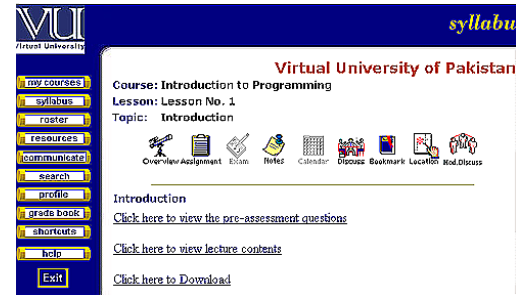 VU
Virtual University
syllabu
my courses
syllabus
roster
resources
communicate
search
profile
grade book
shortcuts
help
Exit
Virtual University of Pakistan
Course: Introduction to Programming
Lesson: Lesson No. 1
Topic: Introduction
Overview Assignment Exam Notes Calendar Discuss Bookmark Location Mod.Discuss
Introduction
Click here to view the pre-assessment questions
Click here to view lecture contents
Click here to Download